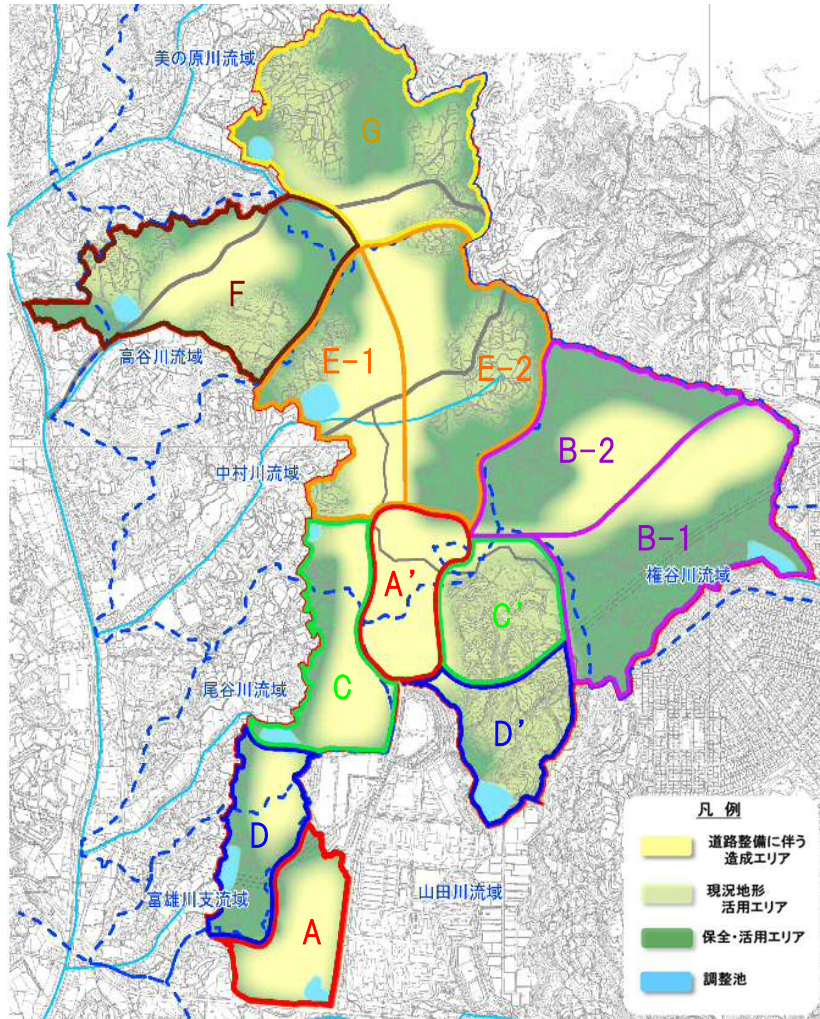 美の原川流域
G
F
高谷川流域
E-1
E-2
B-2
中村川流域
B-1
権谷川流域
A'
C'
尾谷川流域
C
D'
D
富雄川支流域
A
山田川流域
凡 例
道路整備に伴う
造成エリア
現況地形
活用エリア
保全・活用エリア
調整池